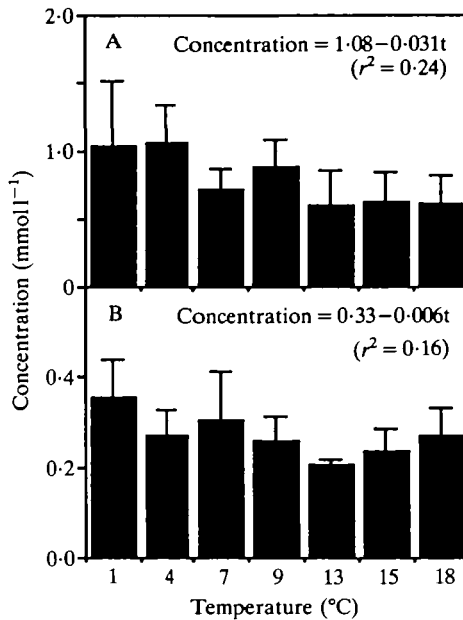 2·0
A
Concentration = 1·08−0·031t
(r² = 0·24)
1·0
0
Concentration (mmol l⁻¹)
B
Concentration = 0·33−0·006t
(r² = 0·16)
0·4
0·2
0·0
1 4 7 9 13 15 18
Temperature (°C)